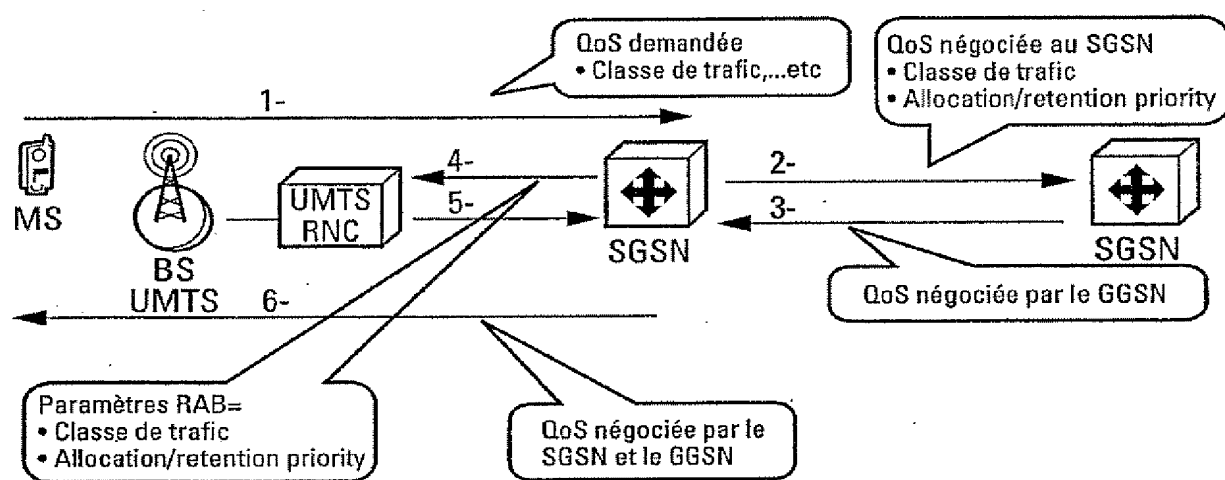 QoS demandée
• Classe de trafic,...etc
QoS négociée au SGSN
• Classe de trafic
• Allocation/retention priority
1-
MS
BS
UMTS
UMTS
RNC
4-
5-
SGSN
2-
3-
SGSN
QoS négociée par le GGSN
6-
Paramètres RAB=
• Classe de trafic
• Allocation/retention priority
QoS négociée par le
SGSN et le GGSN